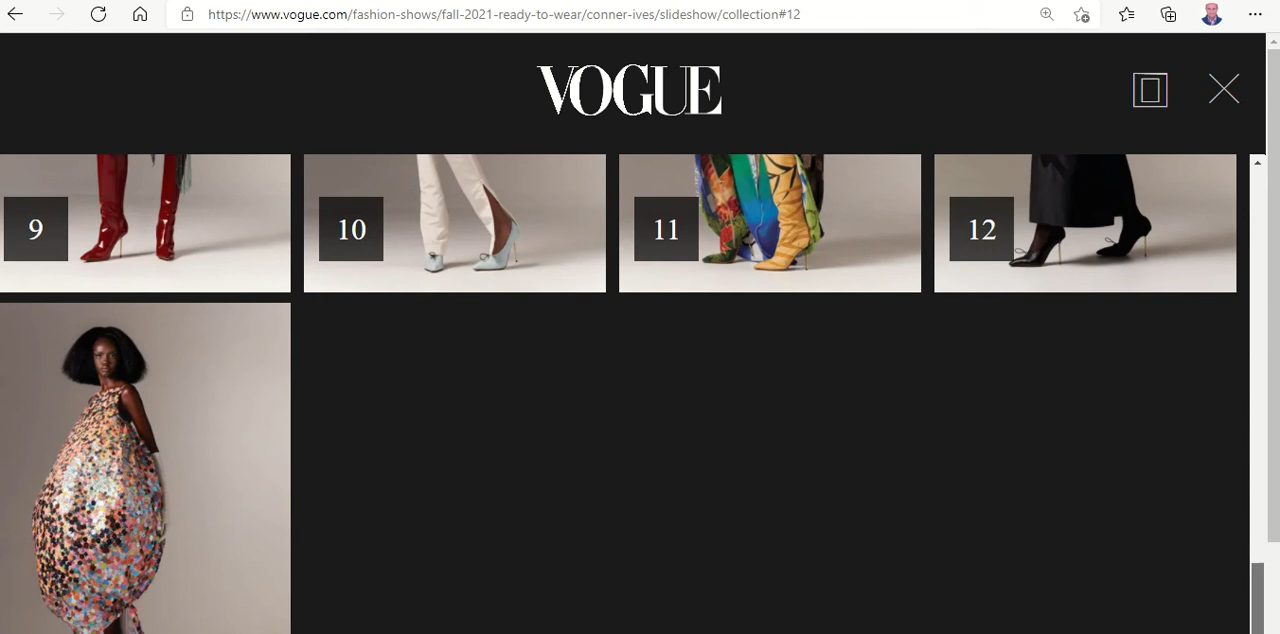 https://www.vogue.com/fashion-shows/fall-2021-ready-to-wear/conner-ives/slideshow/collection#12
VOGUE
9
10
11
12